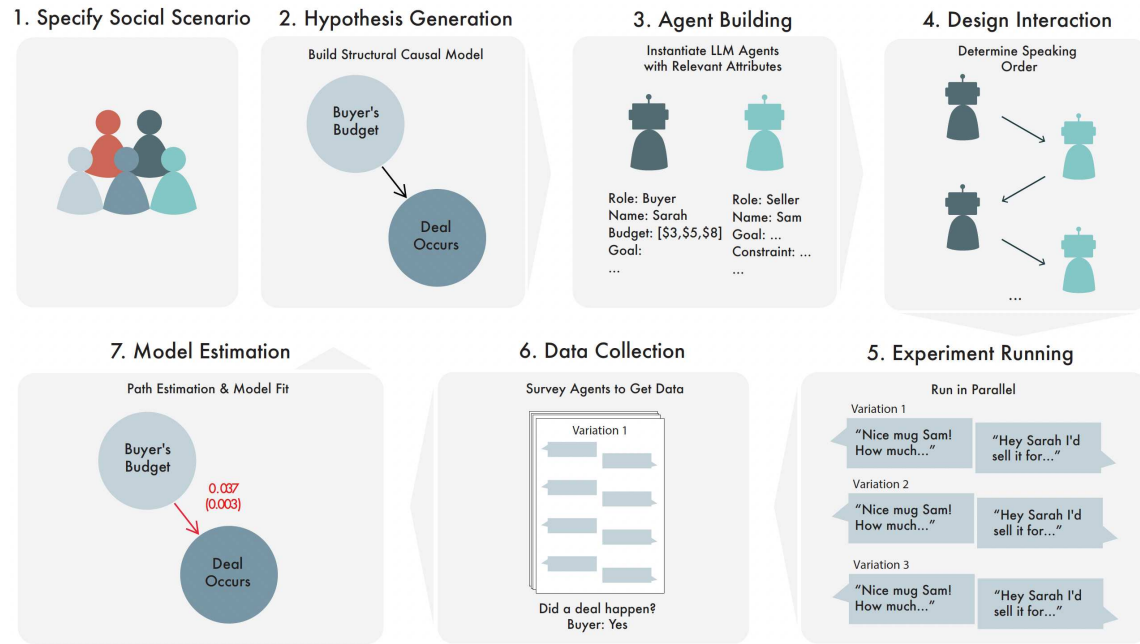 1. Specify Social Scenario
2. Hypothesis Generation
Build Structural Causal Model
Buyer's
Budget
Deal
Occurs
3. Agent Building
Instantiate LLM Agents
with Relevant Attributes
Role: Buyer
Name: Sarah
Budget: [$3,$5,$8]
Goal:
...
Role: Seller
Name: Sam
Goal: ...
Constraint: ...
...
4. Design Interaction
Determine Speaking
Order
...
5. Experiment Running
Run in Parallel
Variation 1
“Nice mug Sam!
How much...”
“Hey Sarah I'd
sell it for...”
Variation 2
“Nice mug Sam!
How much...”
“Hey Sarah I'd
sell it for...”
Variation 3
“Nice mug Sam!
How much...”
“Hey Sarah I'd
sell it for...”
6. Data Collection
Survey Agents to Get Data
Variation 1
Did a deal happen?
Buyer: Yes
7. Model Estimation
Path Estimation & Model Fit
Buyer's
Budget
0.037
(0.003)
Deal
Occurs